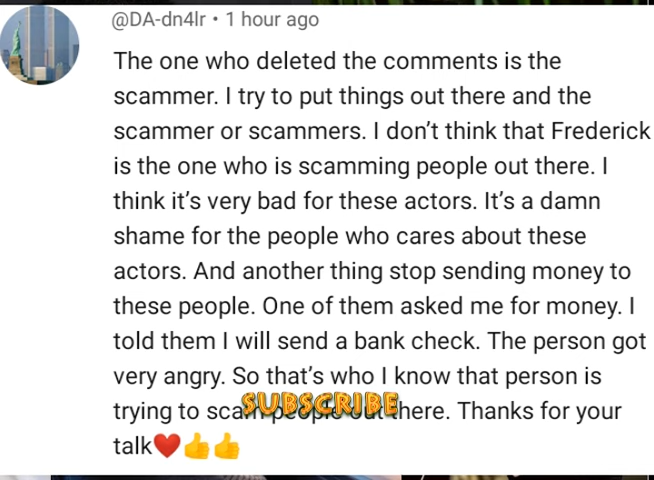 @DA-dn4lr • 1 hour ago
The one who deleted the comments is the
scammer. I try to put things out there and the
scammer or scammers. I don't think that Frederick
is the one who is scamming people out there. I
think it's very bad for these actors. It's a damn
shame for the people who cares about these
actors. And another thing stop sending money to
these people. One of them asked me for money. I
told them I will send a bank check. The person got
very angry. So that's who I know that person is
trying to scam people out there. Thanks for your
SUBSCRIBE
talk❤️👍👍